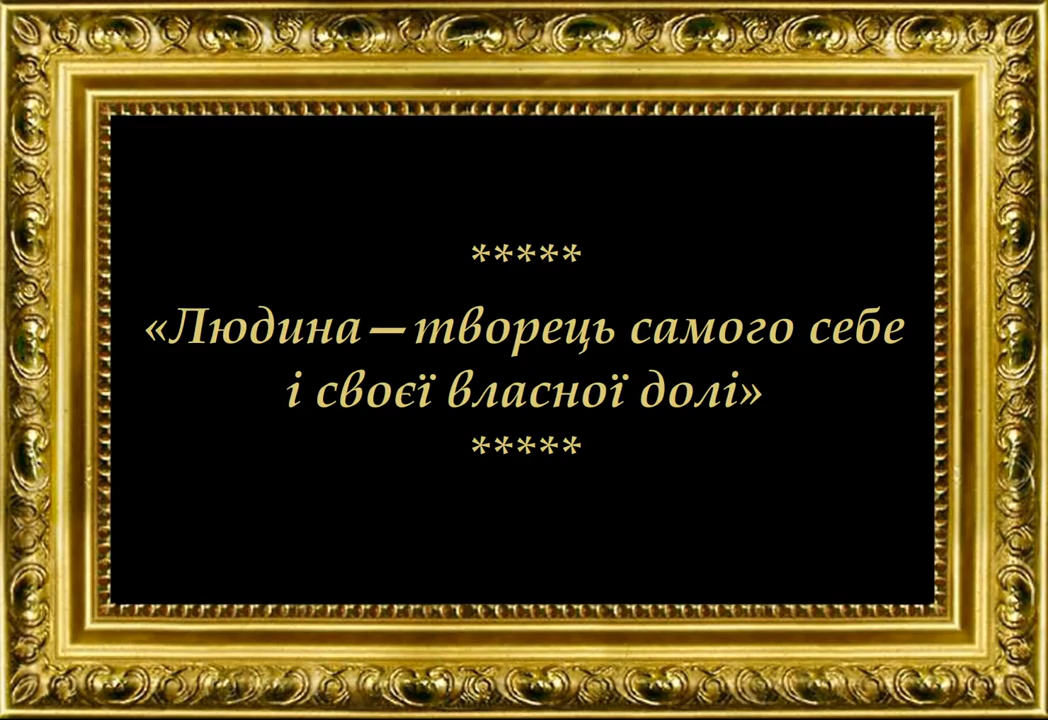 *****
«Людина — творець самого себе
і своєї власної долі»
*****